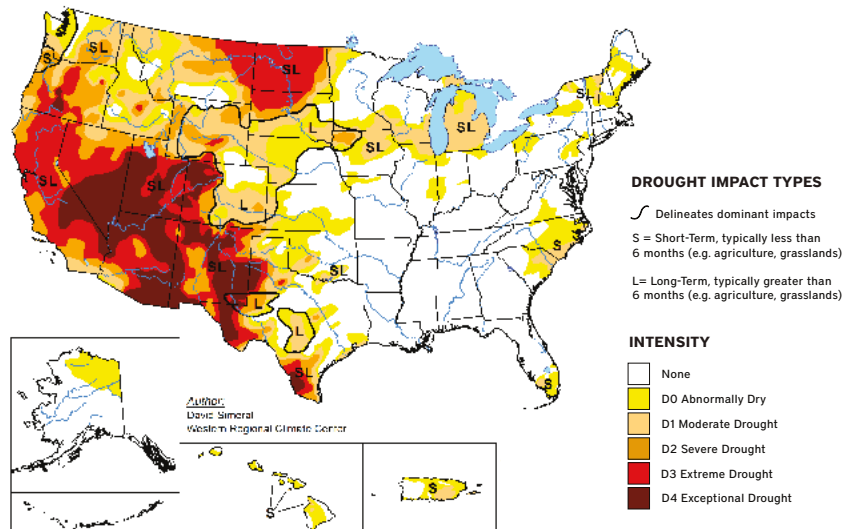 SL
S
SL
SL
L
SL
SL
SL
SL
SL
L
S
SL
SL
L
L
SL
S
S
S
Author:
David Simeral
Western Regional Climate Center
DROUGHT IMPACT TYPES
Delineates dominant impacts
S = Short-Term, typically less than
6 months (e.g. agriculture, grasslands)
L= Long-Term, typically greater than
6 months (e.g. agriculture, grasslands)
INTENSITY
None
D0 Abnormally Dry
D1 Moderate Drought
D2 Severe Drought
D3 Extreme Drought
D4 Exceptional Drought